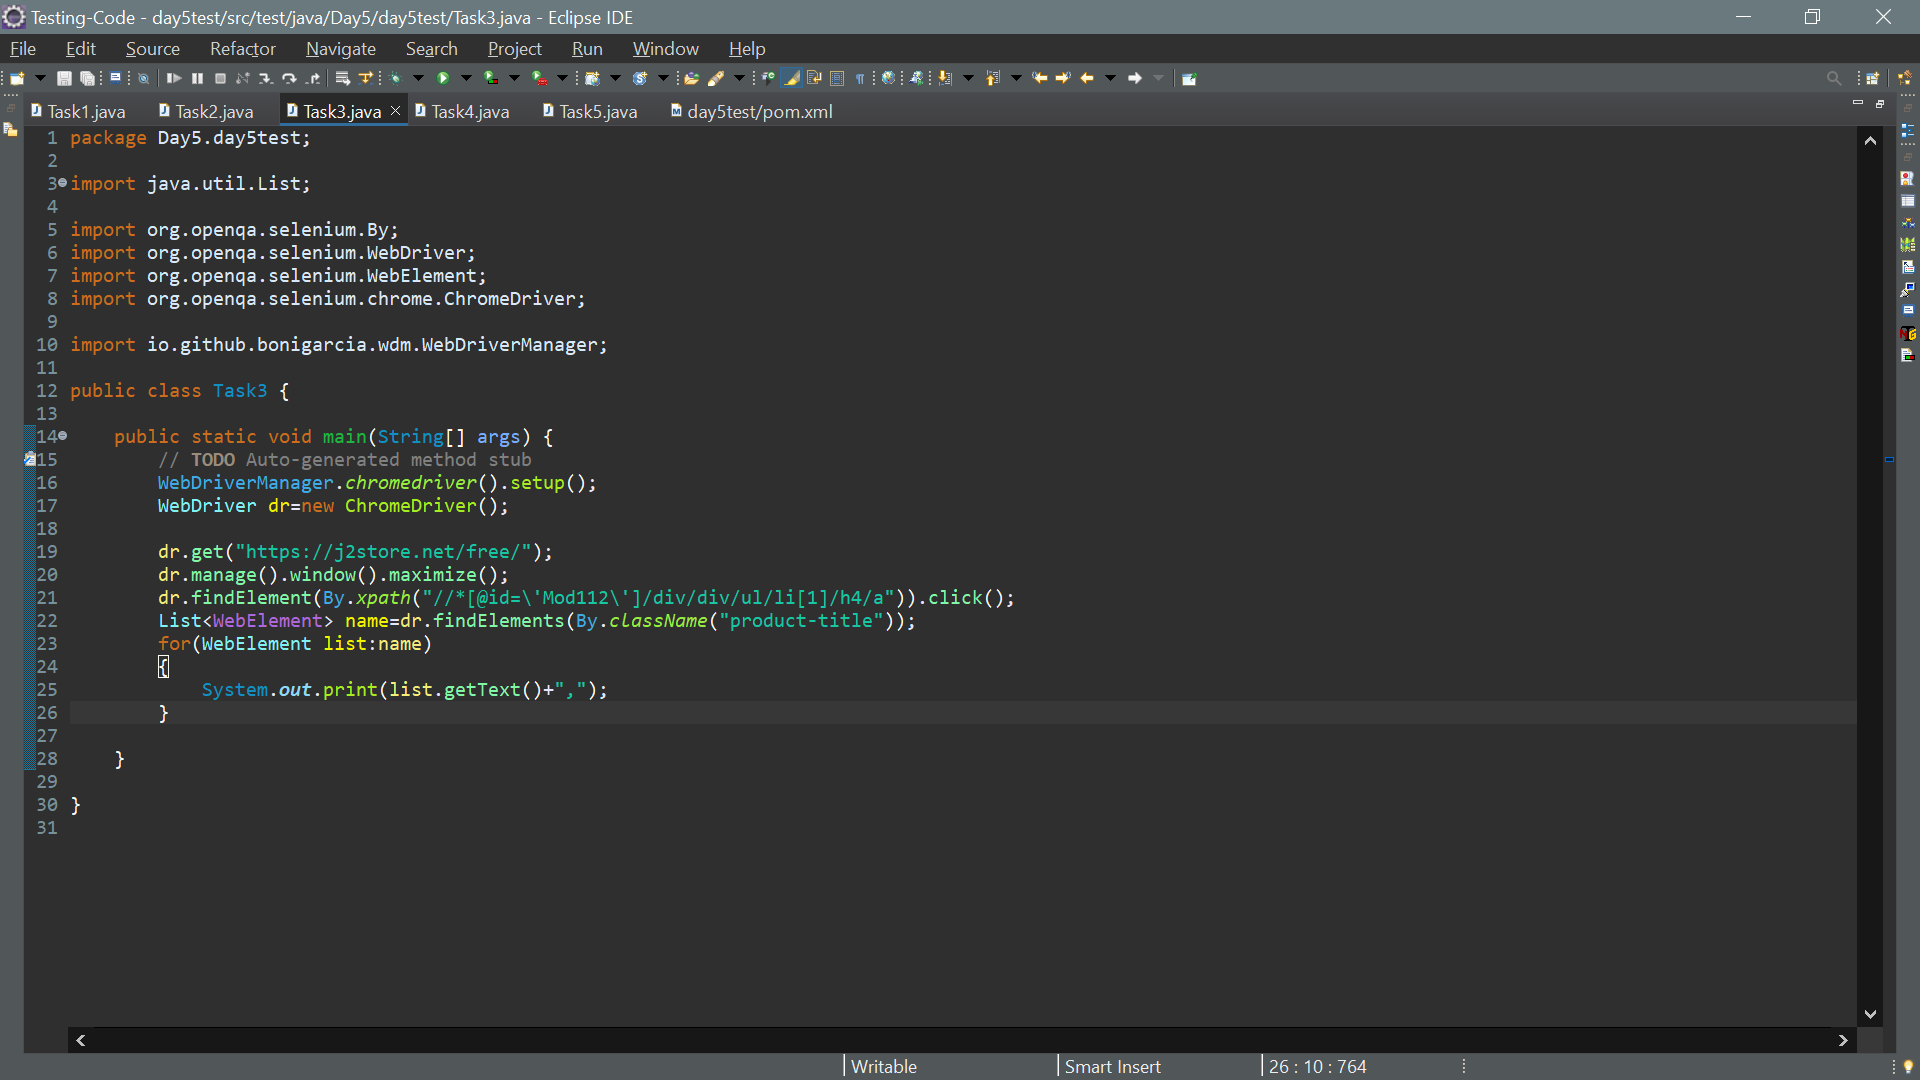 Testing-Code - day5test/src/test/java/Day5/day5test/Task3.java - Eclipse IDE
File Edit Source Refactor Navigate Search Project Run Window Help
Task1.java Task2.java Task3.java Task4.java Task5.java day5test/pom.xml
1 package Day5.day5test;
2
3 import java.util.List;
4
5 import org.openqa.selenium.By;
6 import org.openqa.selenium.WebDriver;
7 import org.openqa.selenium.WebElement;
8 import org.openqa.selenium.chrome.ChromeDriver;
9
10 import io.github.bonigarcia.wdm.WebDriverManager;
11
12 public class Task3 {
13
14 public static void main(String[] args) {
15 // TODO Auto-generated method stub
16 WebDriverManager.chromedriver().setup();
17 WebDriver dr=new ChromeDriver();
18
19 dr.get("https://j2store.net/free/");
20 dr.manage().window().maximize();
21 dr.findElement(By.xpath("//*[@id=\'Mod112\']/div/div/ul/li[1]/h4/a")).click();
22 List<WebElement> name=dr.findElements(By.className("product-title"));
23 for(WebElement list:name)
24 {
25 System.out.print(list.getText()+",");
26 }
27
28 }
29
30 }
31
Writable Smart Insert 26 : 10 : 764